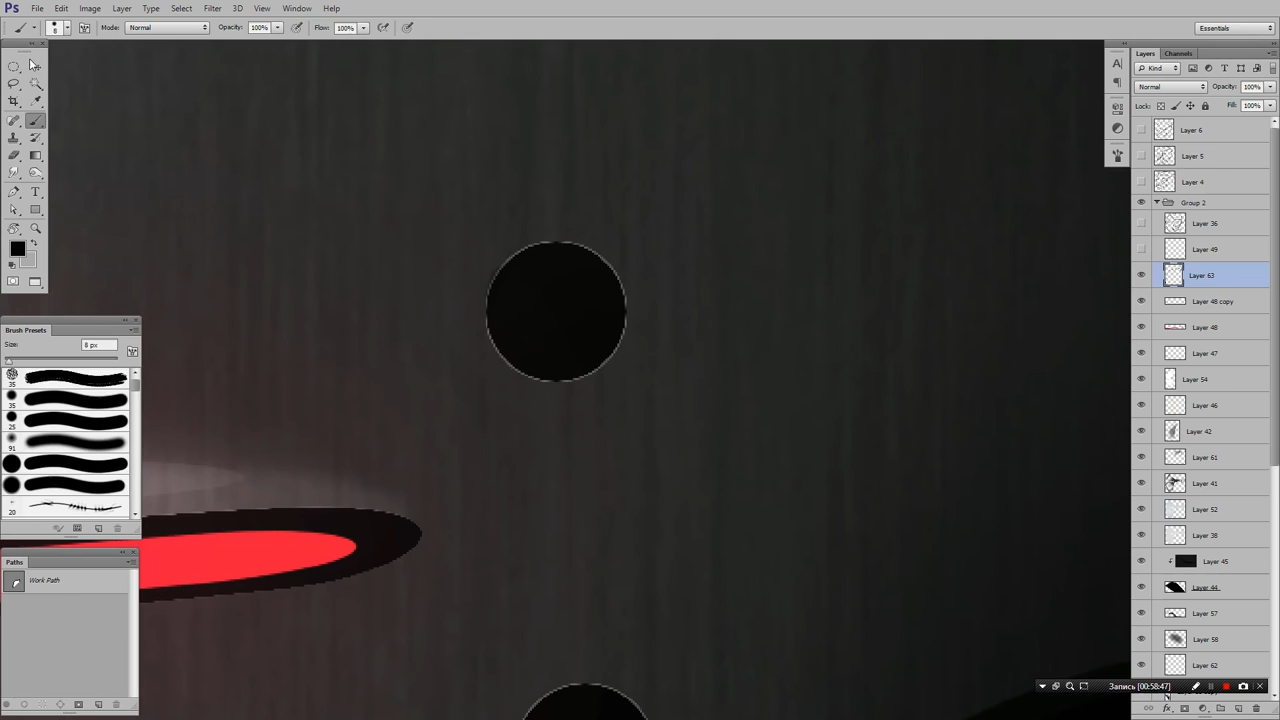 Ps File Edit Image Layer Type Select Filter 3D View Window Help
6 Mode: Normal Opacity: 100% Flow: 100% Essentials
Layers Channels
Kind
Normal Opacity: 100%
Lock: Fill: 100%
Layer 6
Layer 5
Layer 4
Group 2
Layer 36
Layer 49
Layer 63
Layer 48 copy
Layer 48
Layer 47
Layer 54
Layer 46
Layer 42
Layer 61
Layer 41
Layer 52
Layer 38
Layer 45
Layer 44
Layer 57
Layer 58
Layer 62
Brush Presets
Size: 6 px
35
35
25
91
20
Paths
Work Path
Запись [00:58:47]